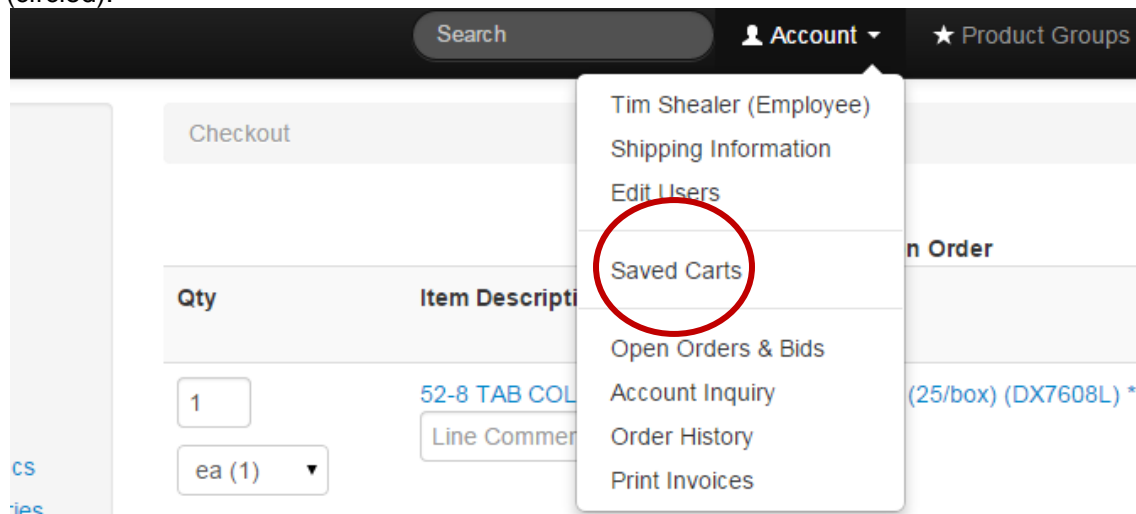 (circled).
Search Account Product Groups
Tim Shealer (Employee)
Checkout
Shipping Information
Edit Users
n Order
Saved Carts
Qty Item Descripti
Open Orders & Bids
1 52-8 TAB COL (25/box) (DX7608L) *
Account Inquiry
Line Commen
Order History
cs
ea (1)
Print Invoices
ries